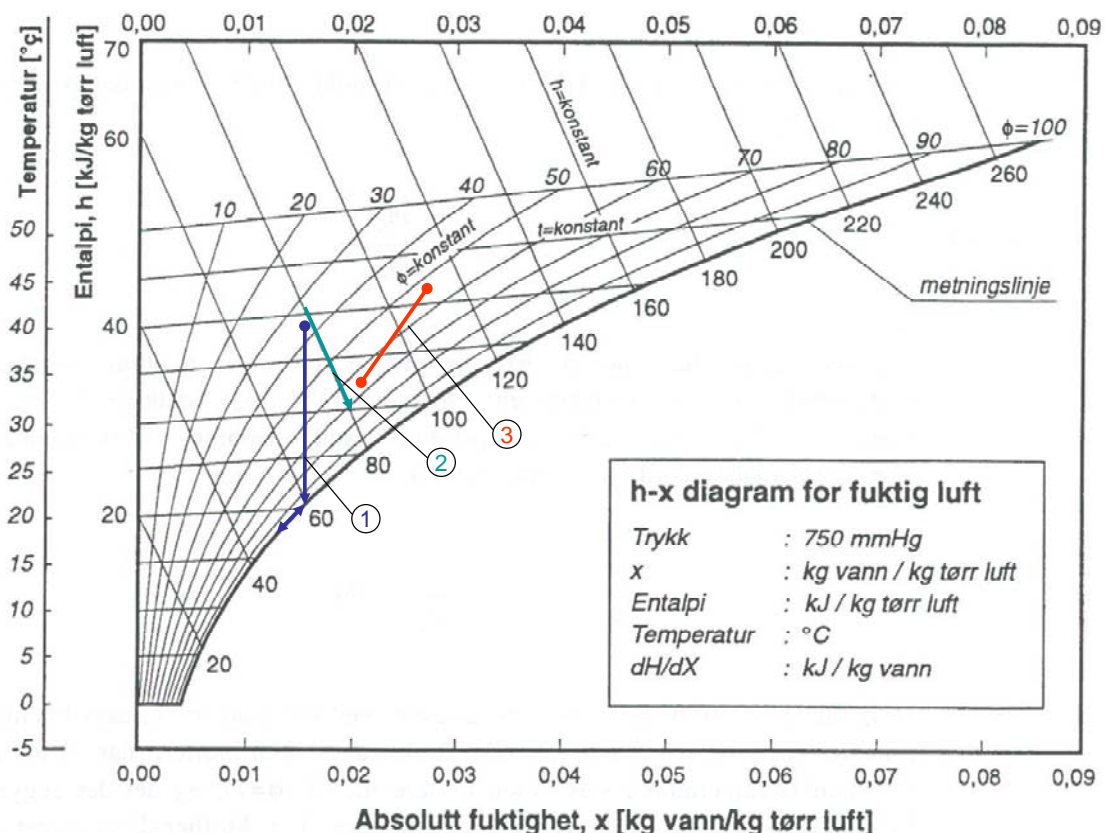 0,00 0,01 0,02 0,03 0,04 0,05 0,06 0,07 0,08 0,09
Temperatur [°ç]
50
45
40
35
30
25
20
15
10
5
0
-5
Entalpi, h [kJ/kg tørr luft]
70
60
40
20
10 20 30 40 50 60 70 80 90 ϕ=100
h=konstant
t=konstant
ϕ=konstant
20
40
60
80
100
120
140
160
180
200
220
240
260
metningslinje
1
2
3
h-x diagram for fuktig luft
Trykk : 750 mmHg
x : kg vann / kg tørr luft
Entalpi : kJ / kg tørr luft
Temperatur : °C
dH/dX : kJ / kg vann
0,00 0,01 0,02 0,03 0,04 0,05 0,06 0,07 0,08 0,09
Absolutt fuktighet, x [kg vann/kg tørr luft]